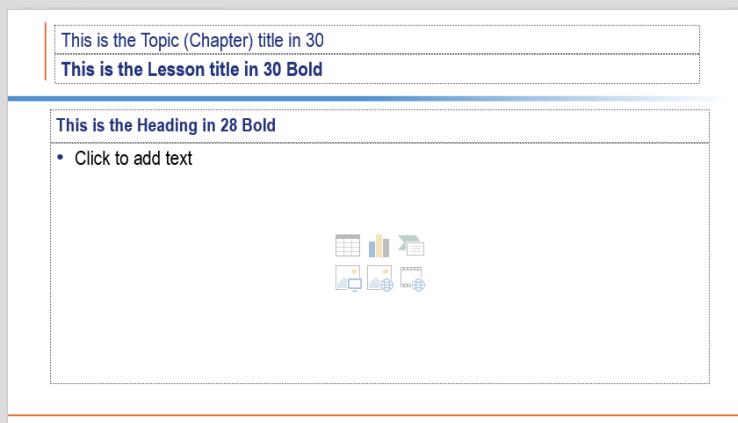 This is the Topic (Chapter) title in 30
This is the Lesson title in 30 Bold
This is the Heading in 28 Bold
• Click to add text